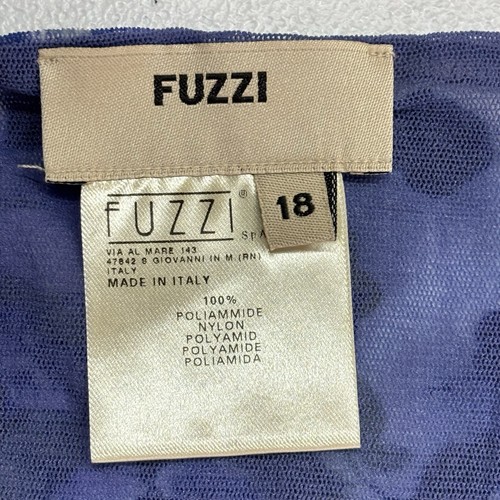 FUZZI
FUZZI®
SpA
18
VIA AL MARE 143
47842 S GIOVANNI IN M.(RN)
ITALY
MADE IN ITALY
100%
POLIAMMIDE
NYLON
POLYAMID
POLYAMIDE
POLIAMIDA